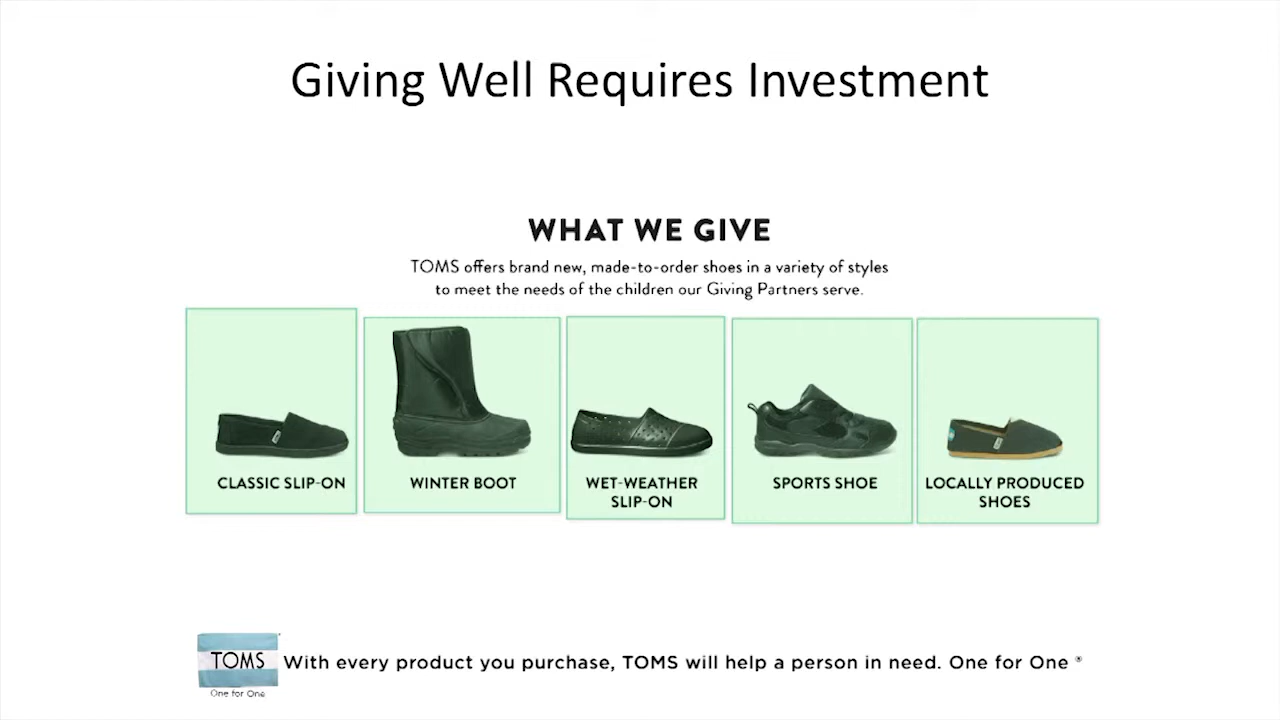 Giving Well Requires Investment
WHAT WE GIVE
TOMS offers brand new, made-to-order shoes in a variety of styles
to meet the needs of the children our Giving Partners serve.
CLASSIC SLIP-ON
WINTER BOOT
WET-WEATHER
SLIP-ON
SPORTS SHOE
LOCALLY PRODUCED
SHOES
TOMS
One for One
With every product you purchase, TOMS will help a person in need. One for One ®